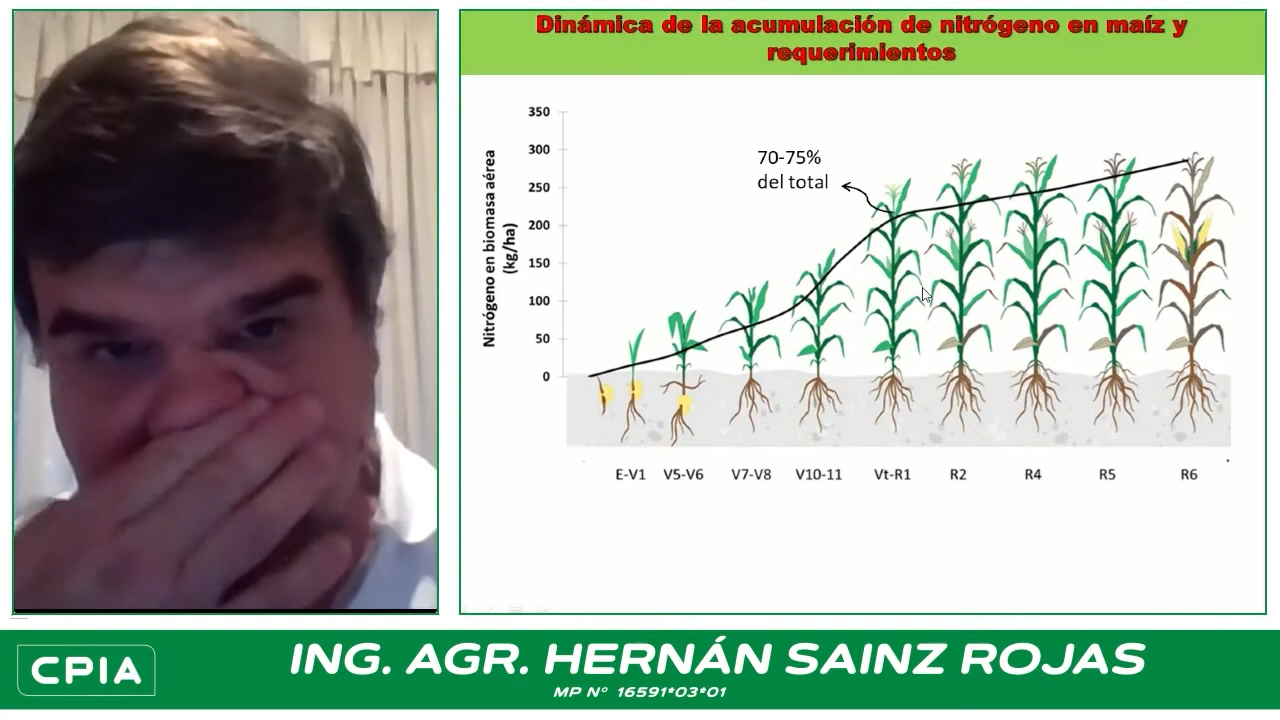 Dinámica de la acumulación de nitrógeno en maíz y
requerimientos
Nitrógeno en biomasa aérea
(kg/ha)
350
300
250
200
150
100
50
0
70-75%
del total
E-V1 V5-V6 V7-V8 V10-11 Vt-R1 R2 R4 R5 R6
CPIA
ING. AGR. HERNÁN SAINZ ROJAS
MP Nº 16591*03*01